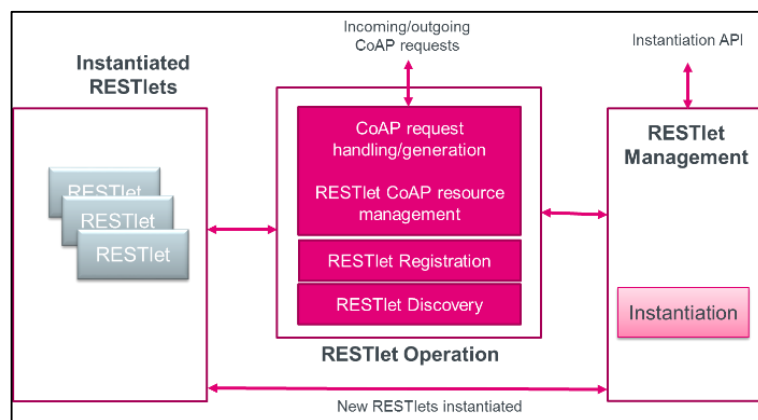 Incoming/outgoing
CoAP requests
Instantiation API
Instantiated
RESTlets
CoAP request
handling/generation
RESTlet CoAP resource
management
RESTlet Registration
RESTlet Discovery
RESTlet Operation
RESTlet
RESTlet
RESTlet
RESTlet
Management
Instantiation
New RESTlets instantiated